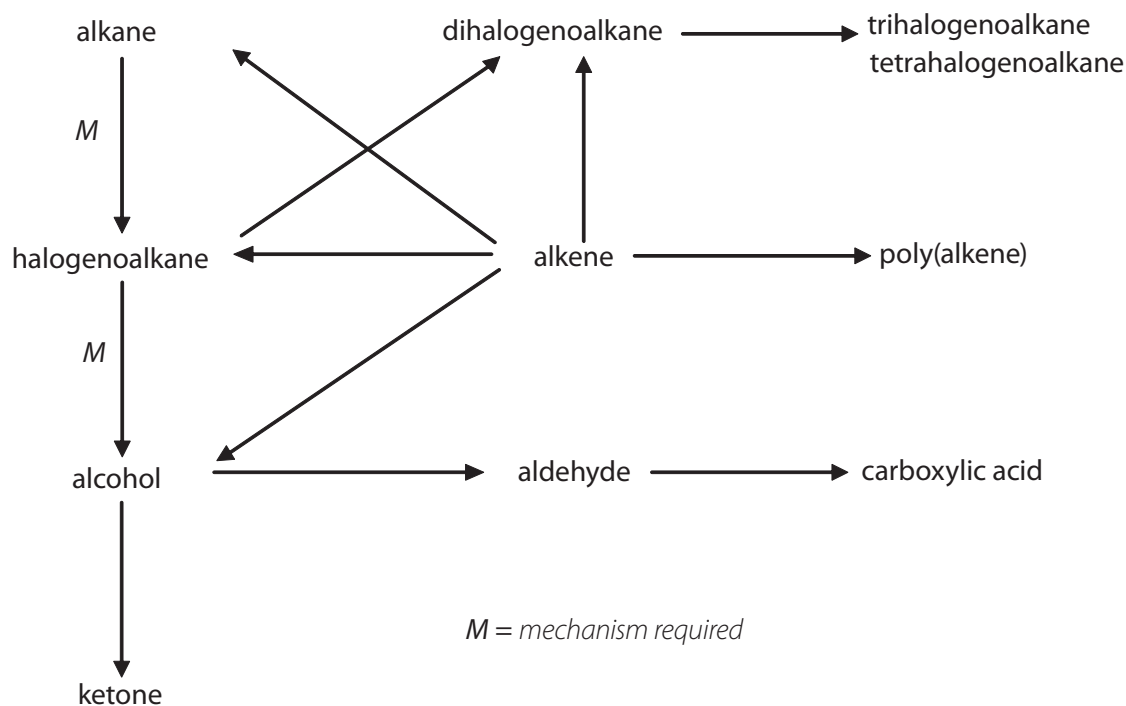 alkane
dihalogenoalkane
trihalogenoalkane
tetrahalogenoalkane
M
halogenoalkane
alkene
poly(alkene)
M
alcohol
aldehyde
carboxylic acid
M = mechanism required
ketone